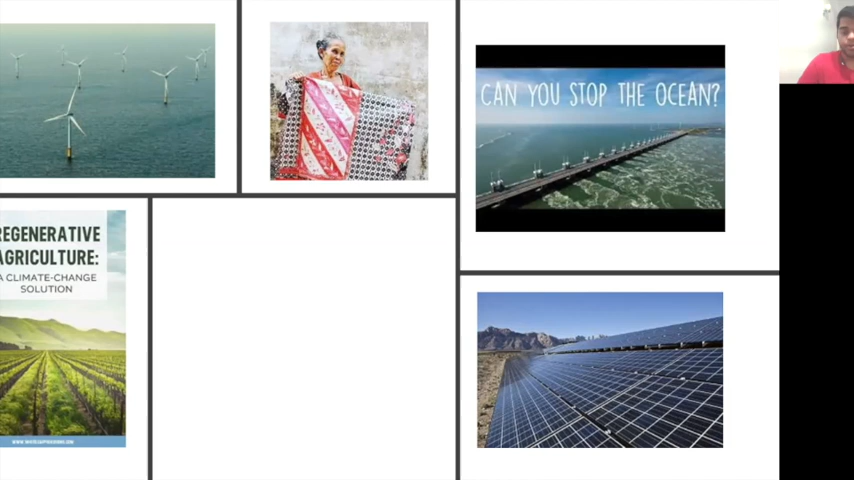 CAN YOU STOP THE OCEAN?
REGENERATIVE
AGRICULTURE:
A CLIMATE-CHANGE
SOLUTION